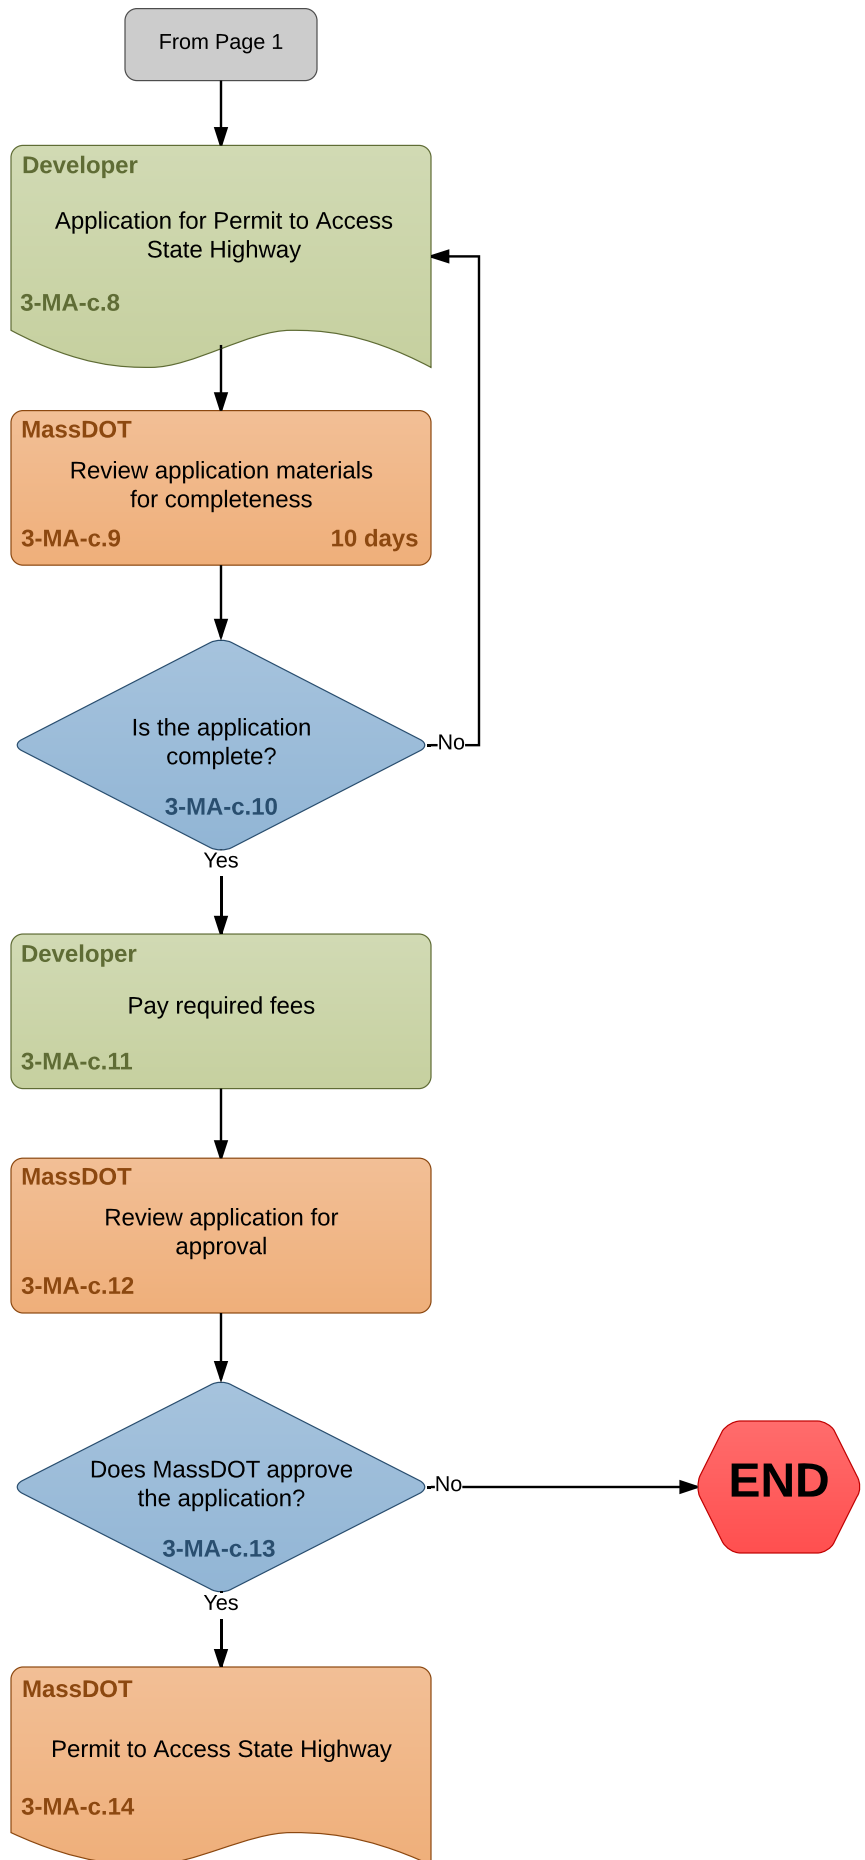 From Page 1
Developer
Application for Permit to Access
State Highway
3-MA-c.8
MassDOT
Review application materials
for completeness
3-MA-c.9 10 days
Is the application
complete?
No
3-MA-c.10
Yes
Developer
Pay required fees
3-MA-c.11
MassDOT
Review application for
approval
3-MA-c.12
Does MassDOT approve
the application?
No
END
3-MA-c.13
Yes
MassDOT
Permit to Access State Highway
3-MA-c.14